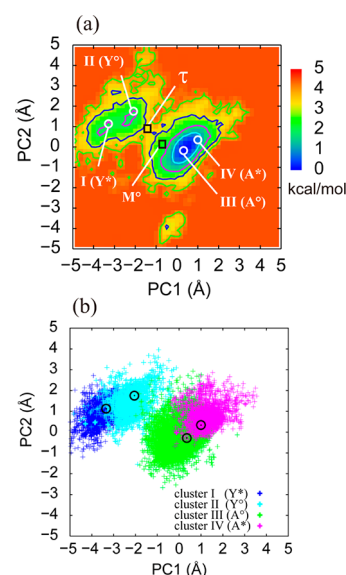 (a)
II (Y°)
τ
I (Y*)
M°
IV (A*)
III (A°)
PC2 (Å)
5
4
3
2
1
0
−1
−2
−3
−4
−5
−5 −4 −3 −2 −1 0 1 2 3 4 5
PC1 (Å)
5
4
3
2
1
0
kcal/mol
(b)
PC2 (Å)
5
4
3
2
1
0
−1
−2
−3
−4
−5
cluster I (Y*)
cluster II (Y°)
cluster III (A°)
cluster IV (A*)
−5 −4 −3 −2 −1 0 1 2 3 4 5
PC1 (Å)